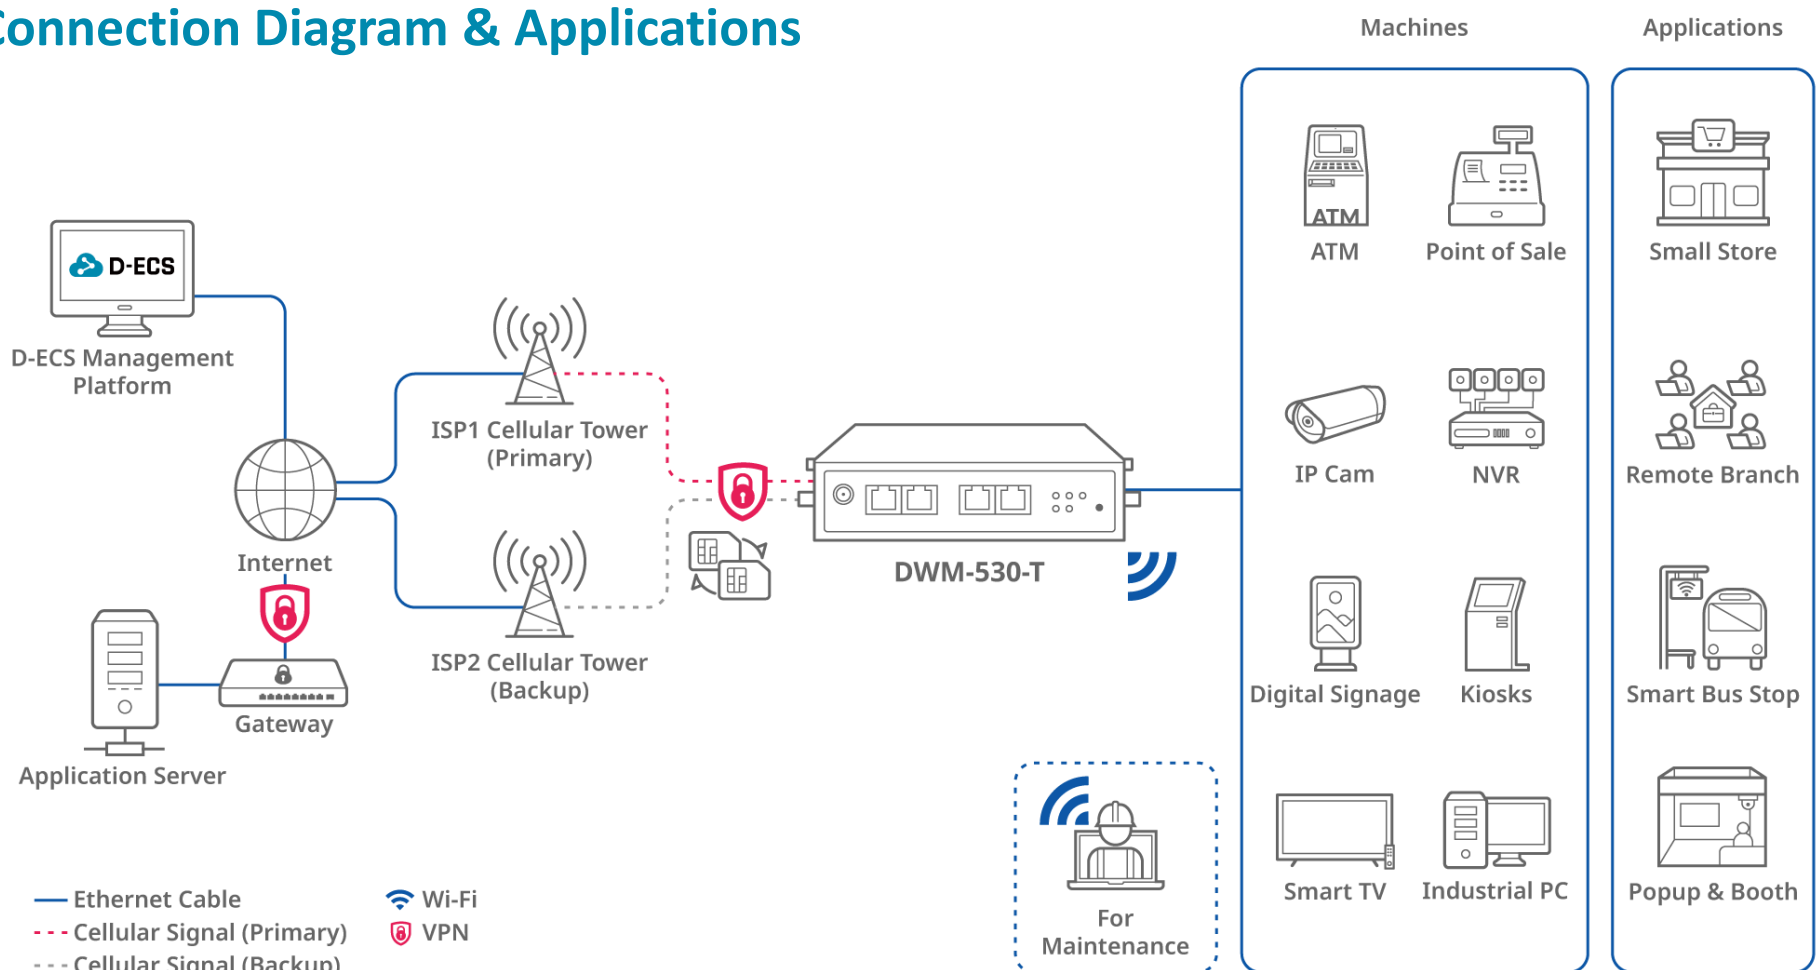 Connection Diagram & Applications
Machines
Applications
ATM
ATM
Point of Sale
Small Store
D-ECS
D-ECS Management
Platform
ISP1 Cellular Tower
(Primary)
IP Cam
NVR
Remote Branch
Internet
DWM-530-T
ISP2 Cellular Tower
(Backup)
Digital Signage
Kiosks
Smart Bus Stop
Gateway
Application Server
Smart TV
Industrial PC
Popup & Booth
For
Maintenance
Ethernet Cable
Wi-Fi
Cellular Signal (Primary)
VPN
Cellular Signal (Backup)